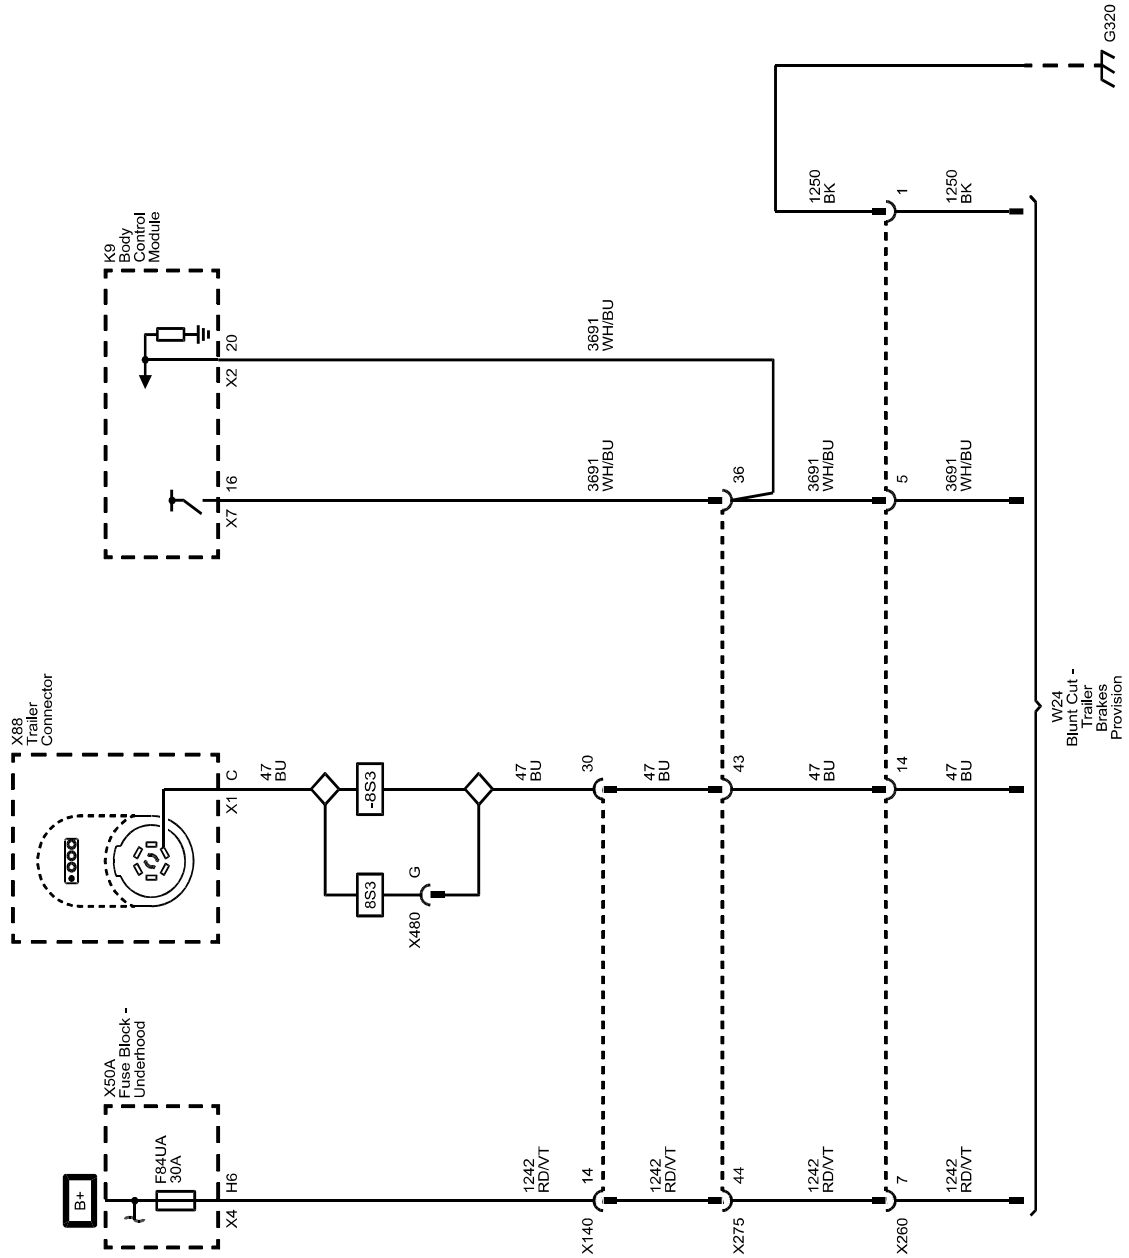 B+
X50A
Fuse Block -
Underhood
F84UA
30A
X4
H6
1242
RD/VT
X140
14
1242
RD/VT
X275
44
1242
RD/VT
X260
7
1242
RD/VT
X88
Trailer
Connector
X1
C
47
BU
-8S3
8S3
X480
G
47
BU
30
47
BU
43
47
BU
14
47
BU
K9
Body
Control
Module
X7
16
X2
20
3691
WH/BU
3691
WH/BU
36
3691
WH/BU
5
3691
WH/BU
1250
BK
1
1250
BK
G320
W24
Blunt Cut -
Trailer
Brakes
Provision